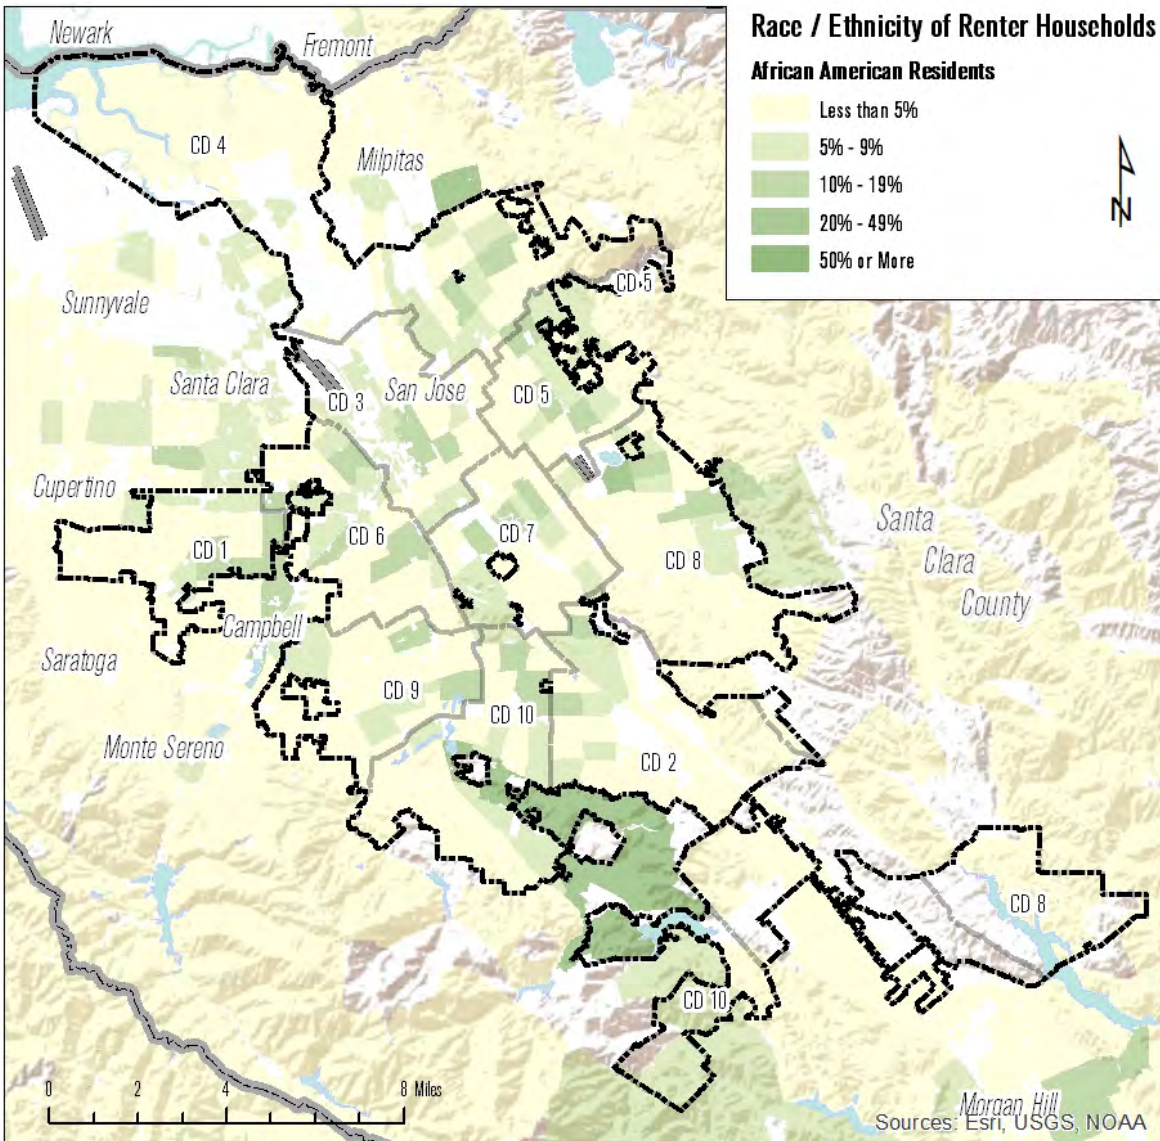 Race / Ethnicity of Renter Households
African American Residents
Less than 5%
5% - 9%
10% - 19%
20% - 49%
50% or More
N
Newark
Fremont
CD 4
Milpitas
CD 5
Sunnyvale
Santa Clara
CD 3
San Jose
CD 5
Cupertino
CD 1
CD 6
CD 7
CD 8
Santa
Clara
County
Campbell
Saratoga
CD 9
CD 10
Monte Sereno
CD 2
CD 8
CD 10
0 2 4 8 Miles
Morgan Hill
Sources: Esri, USGS, NOAA